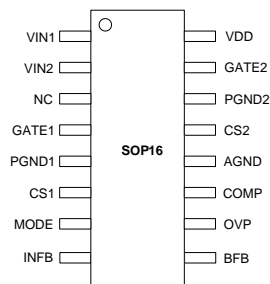 VIN1 VDD
VIN2 GATE2
NC PGND2
GATE1 CS2
SOP16
PGND1 AGND
CS1 COMP
MODE OVP
INFB BFB